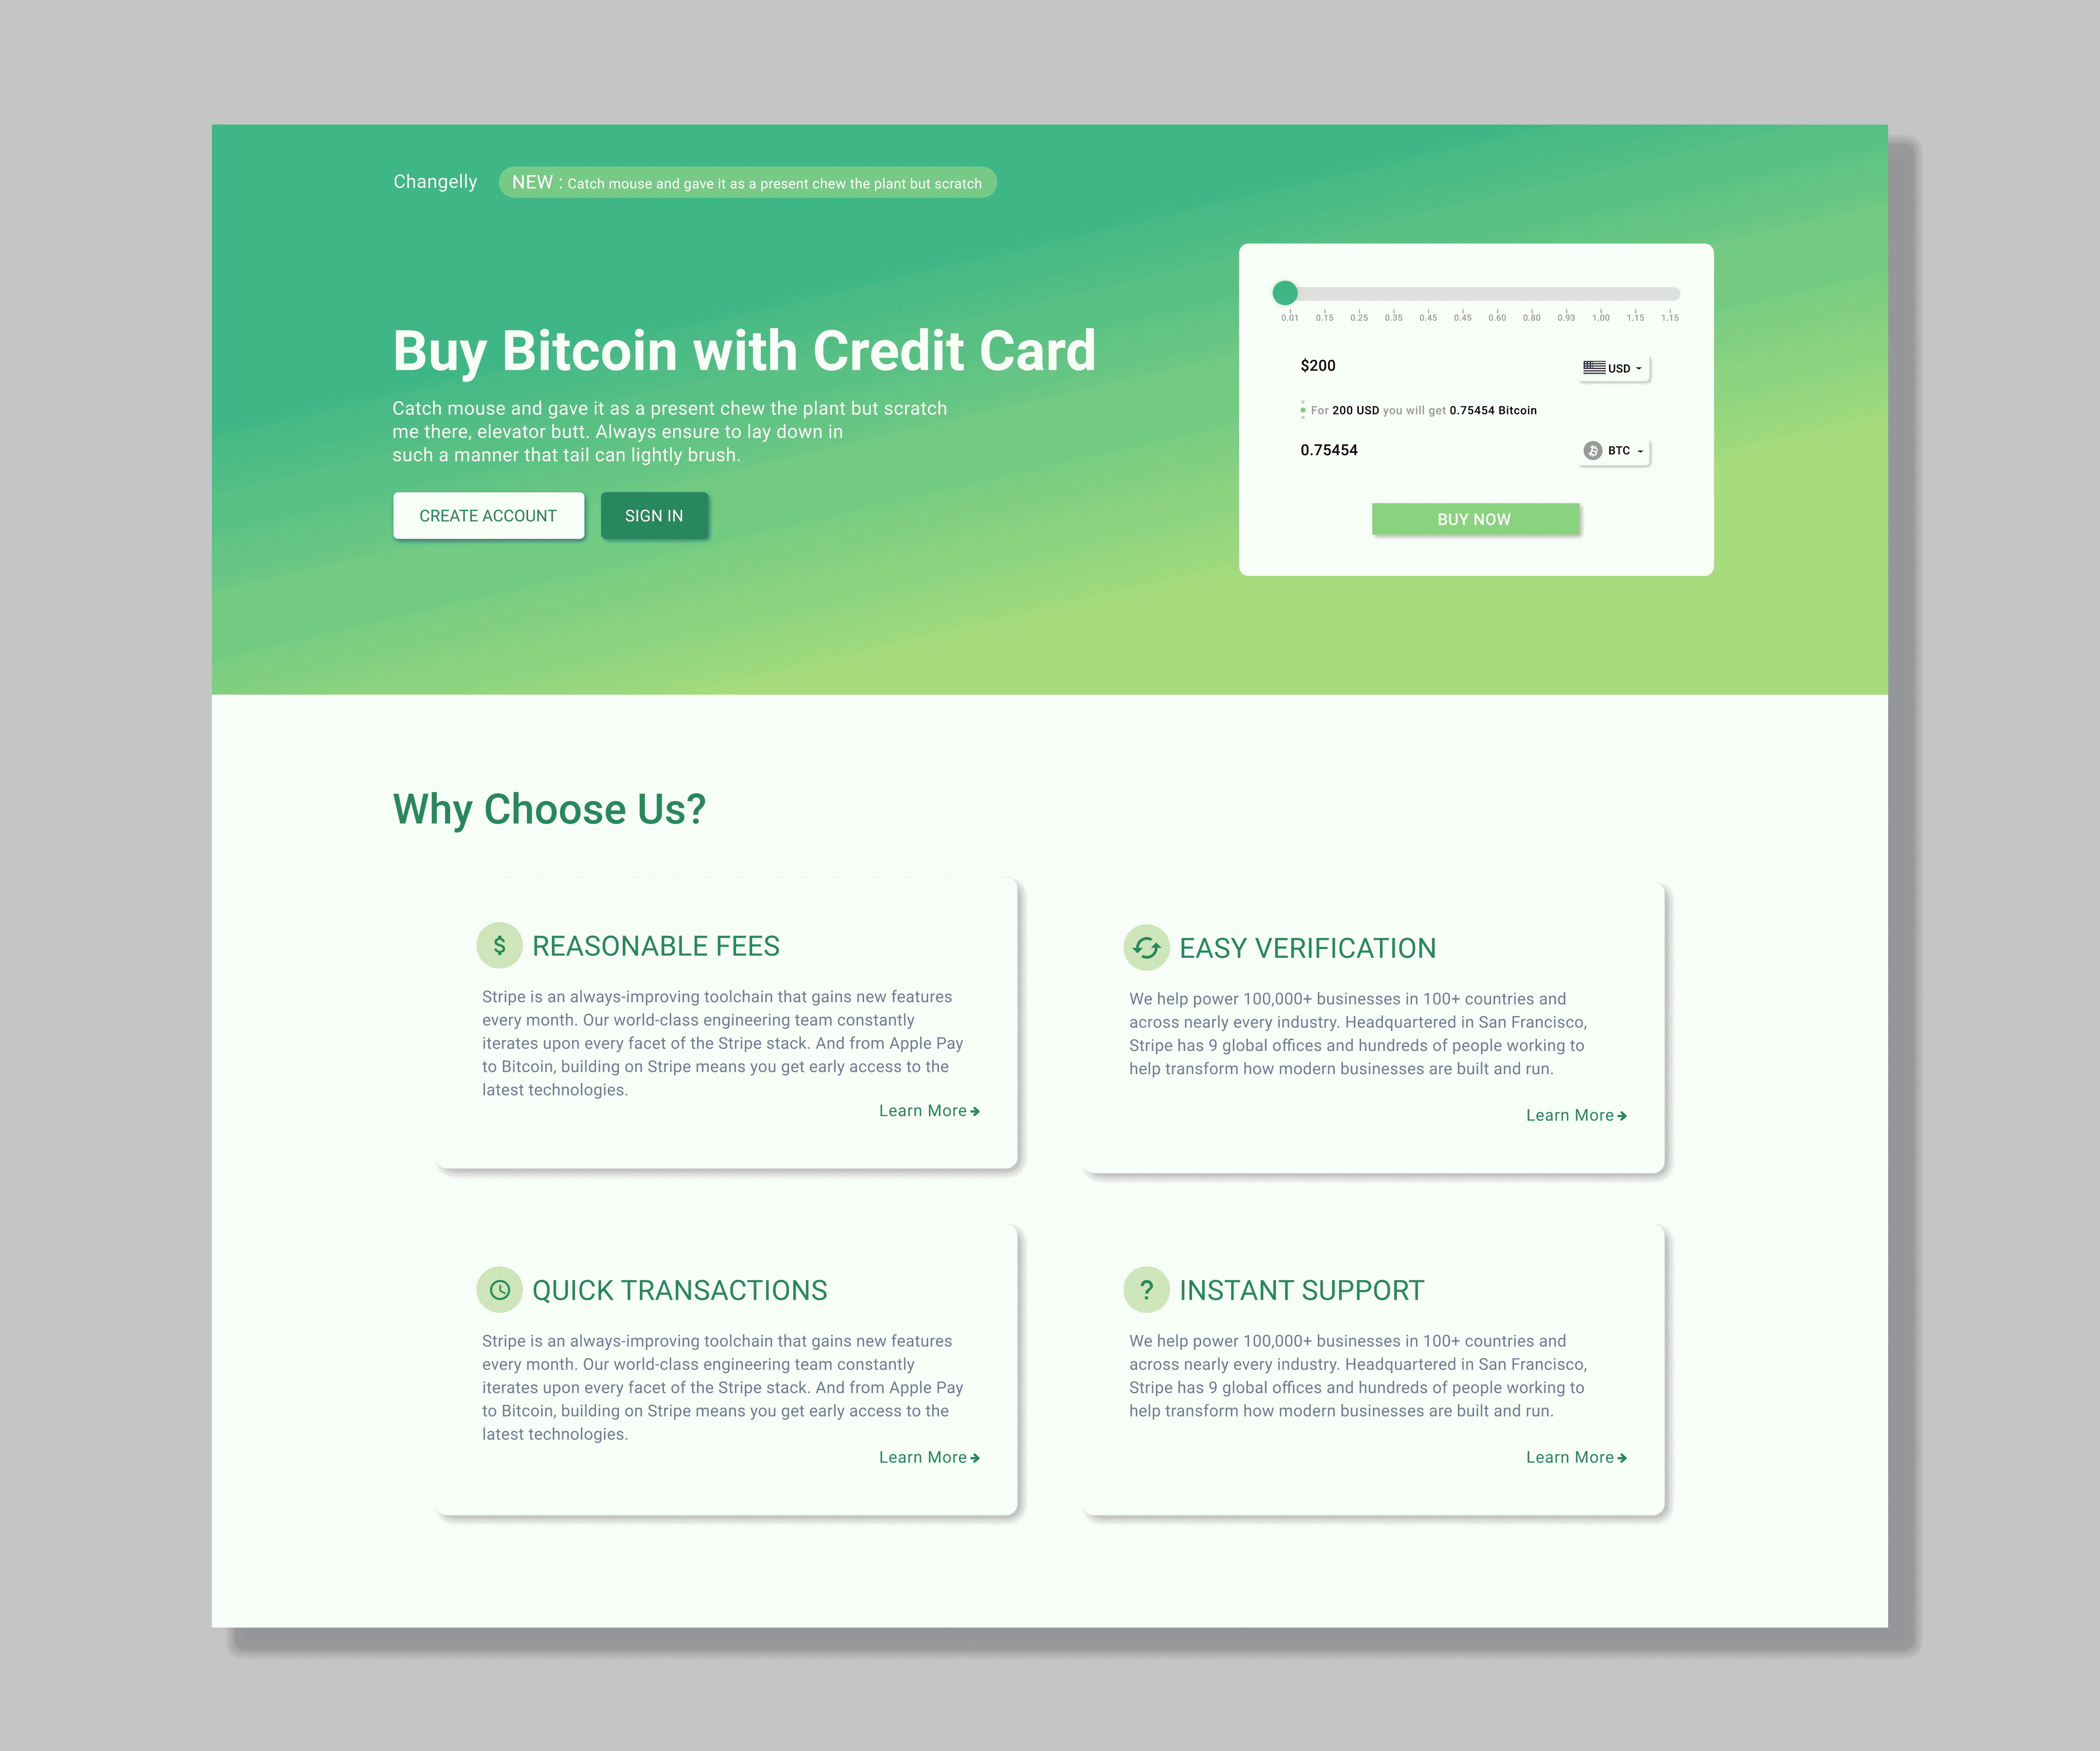 Changelly
NEW : Catch mouse and gave it as a present chew the plant but scratch
Buy Bitcoin with Credit Card
Catch mouse and gave it as a present chew the plant but scratch
me there, elevator butt. Always ensure to lay down in
such a manner that tail can lightly brush.
CREATE ACCOUNT
SIGN IN
0.01 0.15 0.25 0.35 0.45 0.45 0.60 0.80 0.93 1.00 1.15 1.15
$200
USD
For 200 USD you will get 0.75454 Bitcoin
0.75454
BTC
BUY NOW
Why Choose Us?
$ REASONABLE FEES
Stripe is an always-improving toolchain that gains new features
every month. Our world-class engineering team constantly
iterates upon every facet of the Stripe stack. And from Apple Pay
to Bitcoin, building on Stripe means you get early access to the
latest technologies.
Learn More
EASY VERIFICATION
We help power 100,000+ businesses in 100+ countries and
across nearly every industry. Headquartered in San Francisco,
Stripe has 9 global offices and hundreds of people working to
help transform how modern businesses are built and run.
Learn More
QUICK TRANSACTIONS
Stripe is an always-improving toolchain that gains new features
every month. Our world-class engineering team constantly
iterates upon every facet of the Stripe stack. And from Apple Pay
to Bitcoin, building on Stripe means you get early access to the
latest technologies.
Learn More
? INSTANT SUPPORT
We help power 100,000+ businesses in 100+ countries and
across nearly every industry. Headquartered in San Francisco,
Stripe has 9 global offices and hundreds of people working to
help transform how modern businesses are built and run.
Learn More